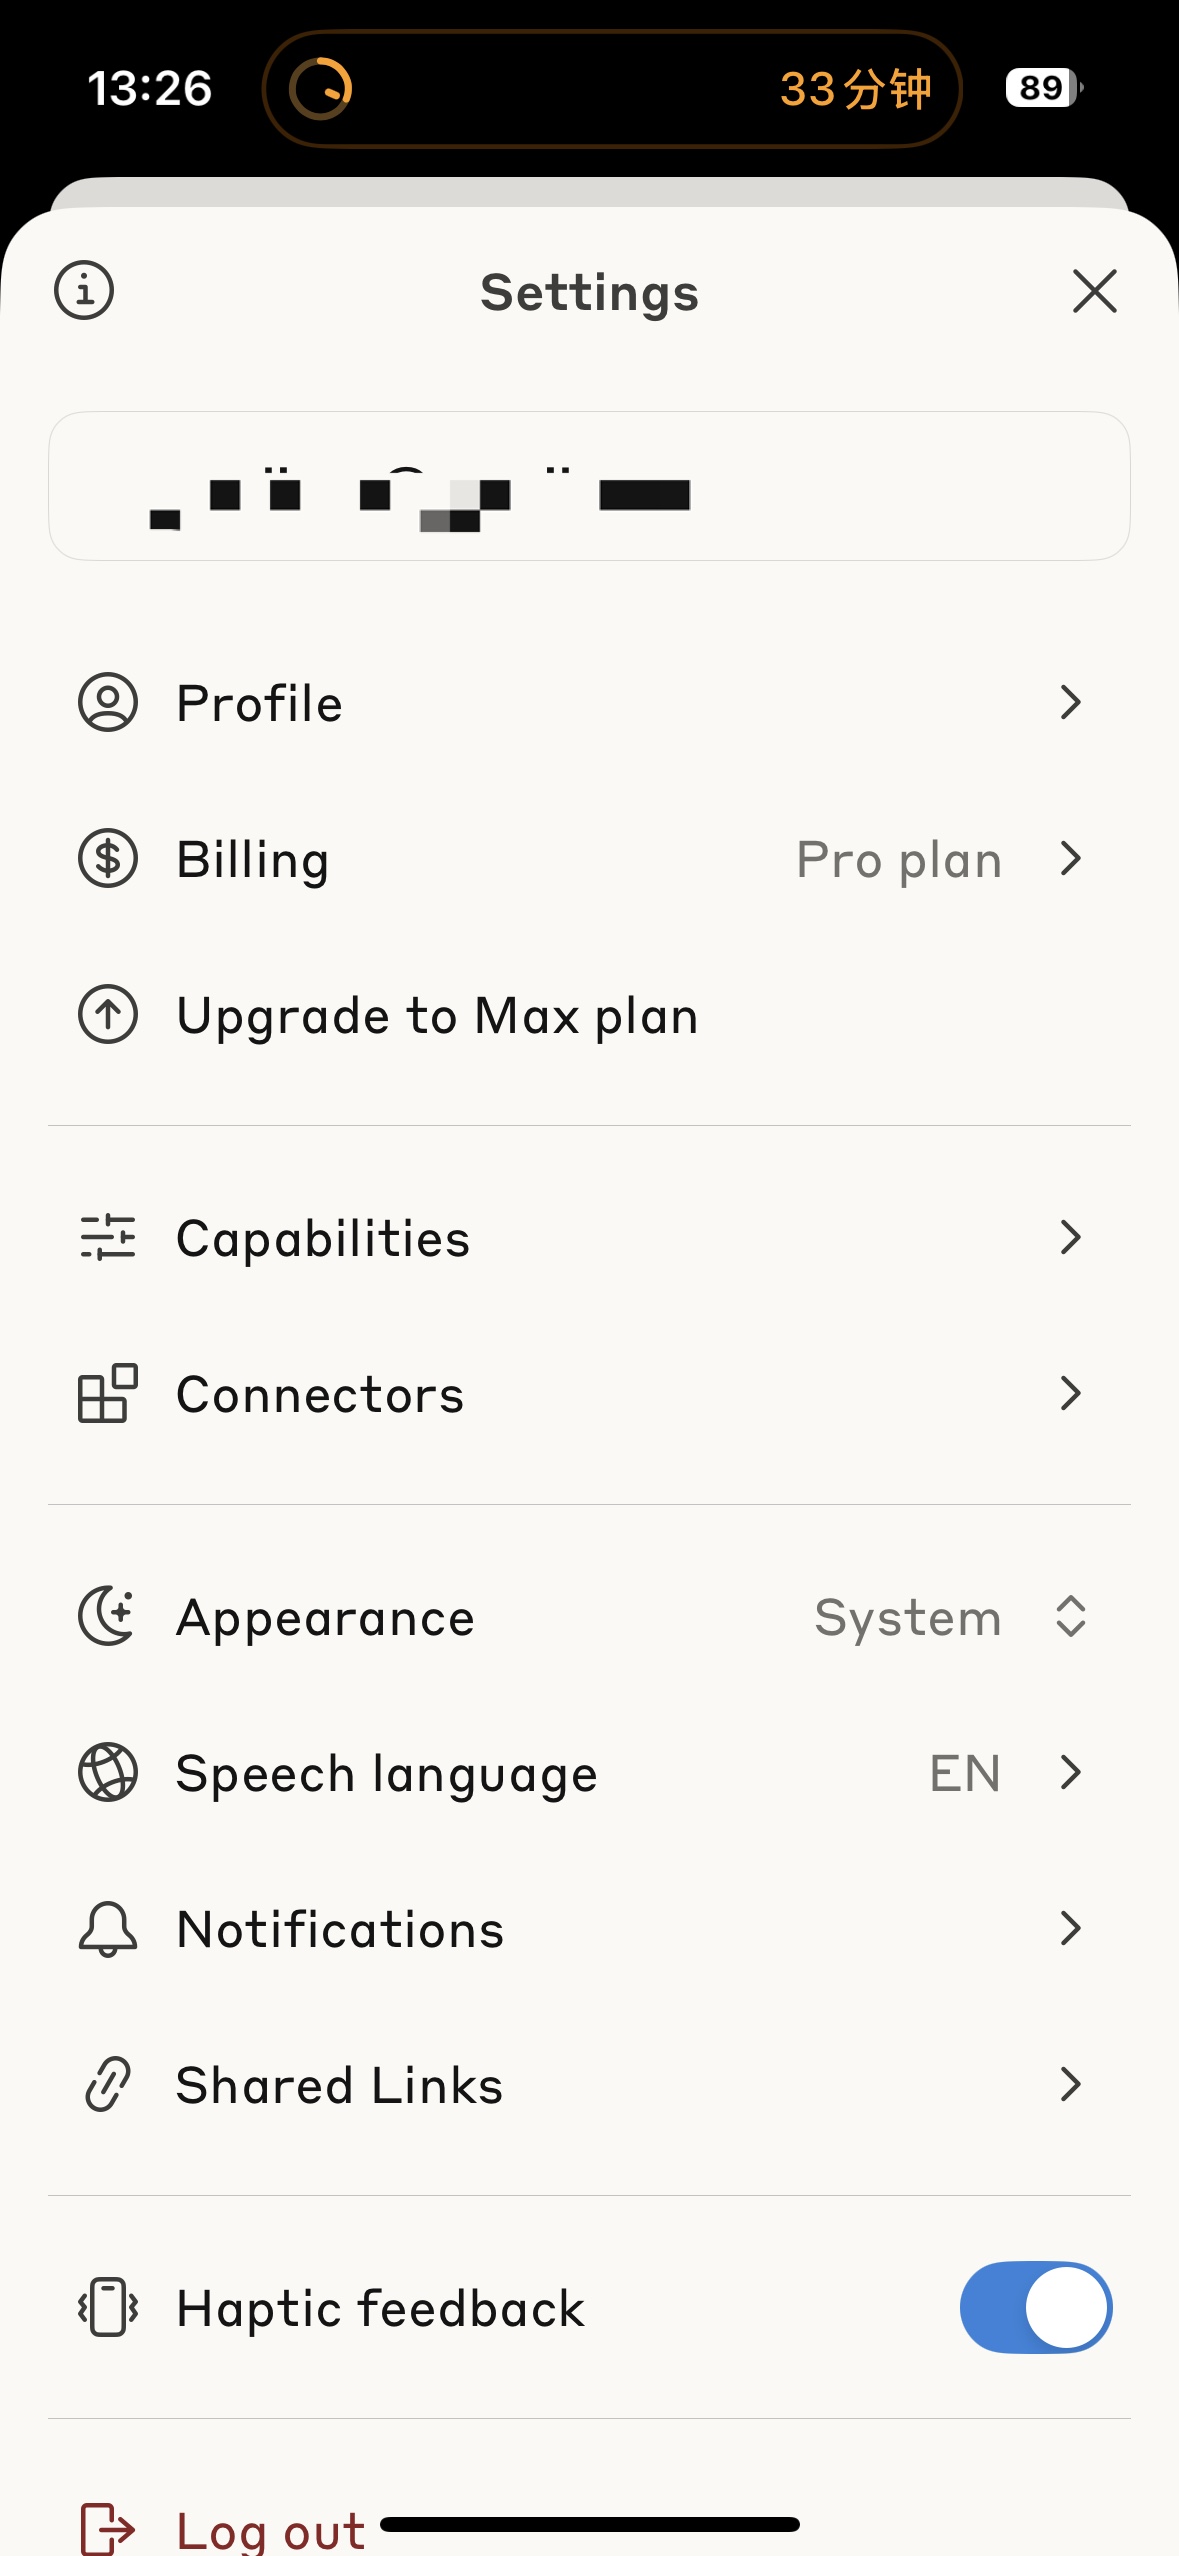 13:26
33分钟
89
Settings
Profile
Billing
Pro plan
Upgrade to Max plan
Capabilities
Connectors
Appearance
System
Speech language
EN
Notifications
Shared Links
Haptic feedback
Log out